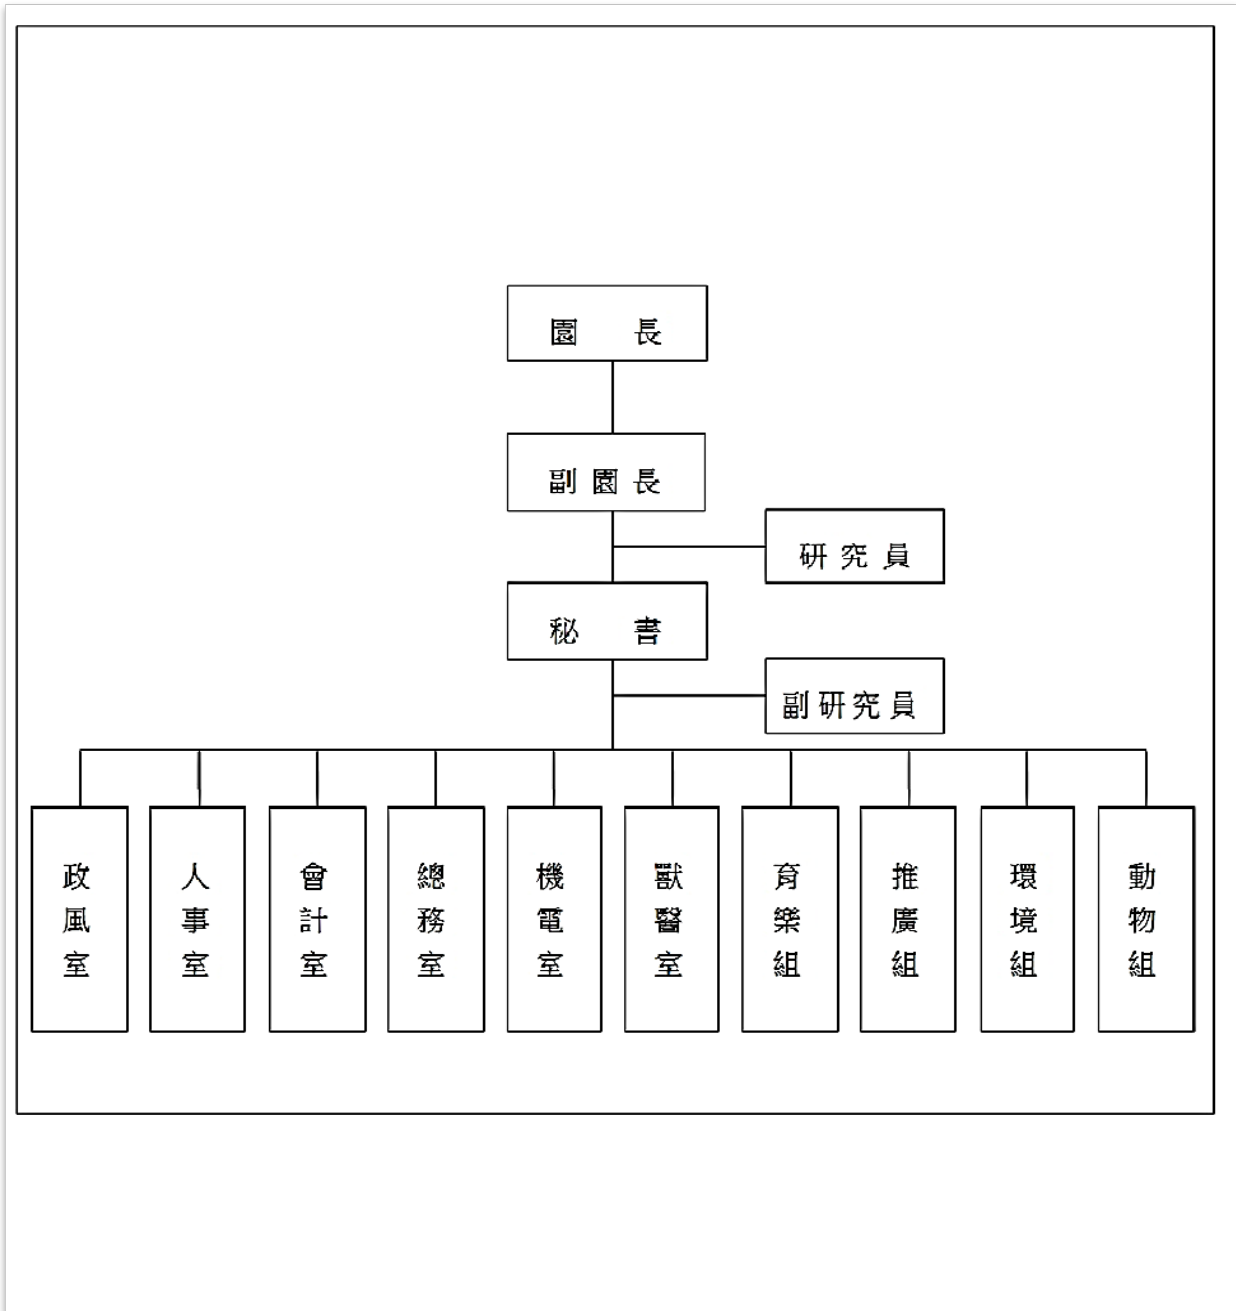 園長
副園長
研究員
秘書
副研究員
政風室
人事室
會計室
總務室
機電室
獸醫室
育樂組
推廣組
環境組
動物組